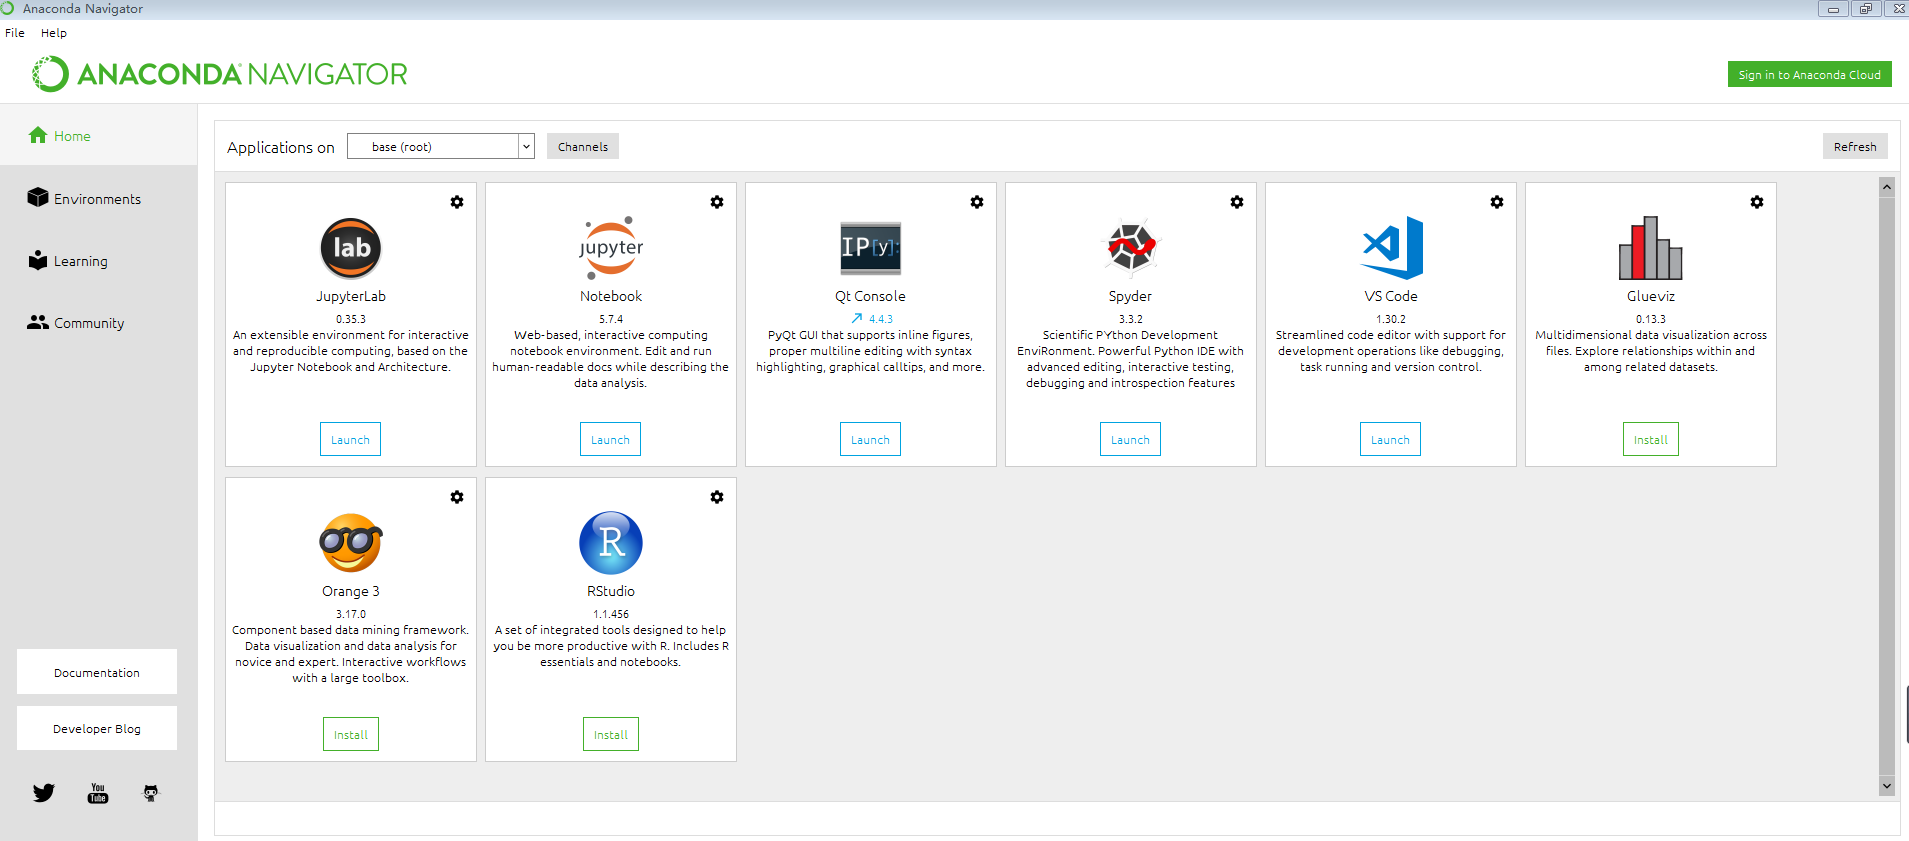 Anaconda Navigator
File Help
ANACONDA NAVIGATOR
Sign in to Anaconda Cloud
Home
Environments
Learning
Community
Documentation
Developer Blog
You
Tube
Applications on base (root) Channels Refresh
lab
JupyterLab
0.35.3
An extensible environment for interactive
and reproducible computing, based on the
Jupyter Notebook and Architecture.
Launch
jupyter
Notebook
5.7.4
Web-based, interactive computing
notebook environment. Edit and run
human-readable docs while describing the
data analysis.
Launch
IP[y]:
Qt Console
4.4.3
PyQt GUI that supports inline figures,
proper multiline editing with syntax
highlighting, graphical calltips, and more.
Launch
Spyder
3.3.2
Scientific PYthon Development
EnviRonment. Powerful Python IDE with
advanced editing, interactive testing,
debugging and introspection features
Launch
VS Code
1.30.2
Streamlined code editor with support for
development operations like debugging,
task running and version control.
Launch
Glueviz
0.13.3
Multidimensional data visualization across
files. Explore relationships within and
among related datasets.
Install
Orange 3
3.17.0
Component based data mining framework.
Data visualization and data analysis for
novice and expert. Interactive workflows
with a large toolbox.
Install
R
RStudio
1.1.456
A set of integrated tools designed to help
you be more productive with R. Includes R
essentials and notebooks.
Install